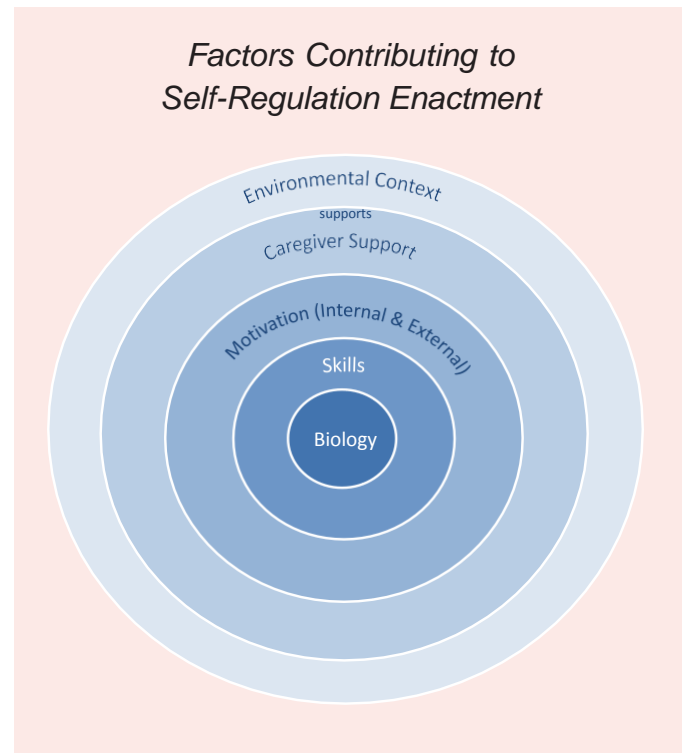 Factors Contributing to
Self-Regulation Enactment
Environmental Context
supports
Caregiver Support
Motivation (Internal & External)
Skills
Biology